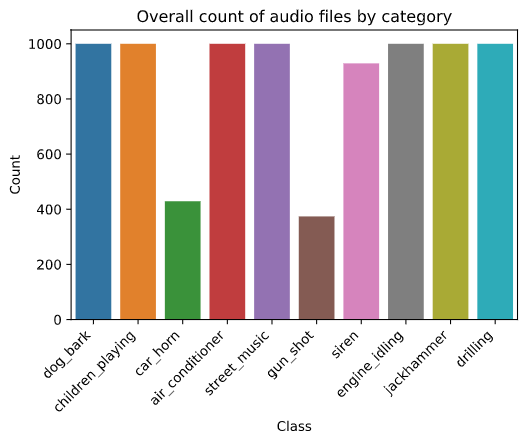 Overall count of audio files by category
Count
1000
800
600
400
200
0
dog_bark
children_playing
car_horn
air_conditioner
street_music
gun_shot
siren
engine_idling
jackhammer
drilling
Class